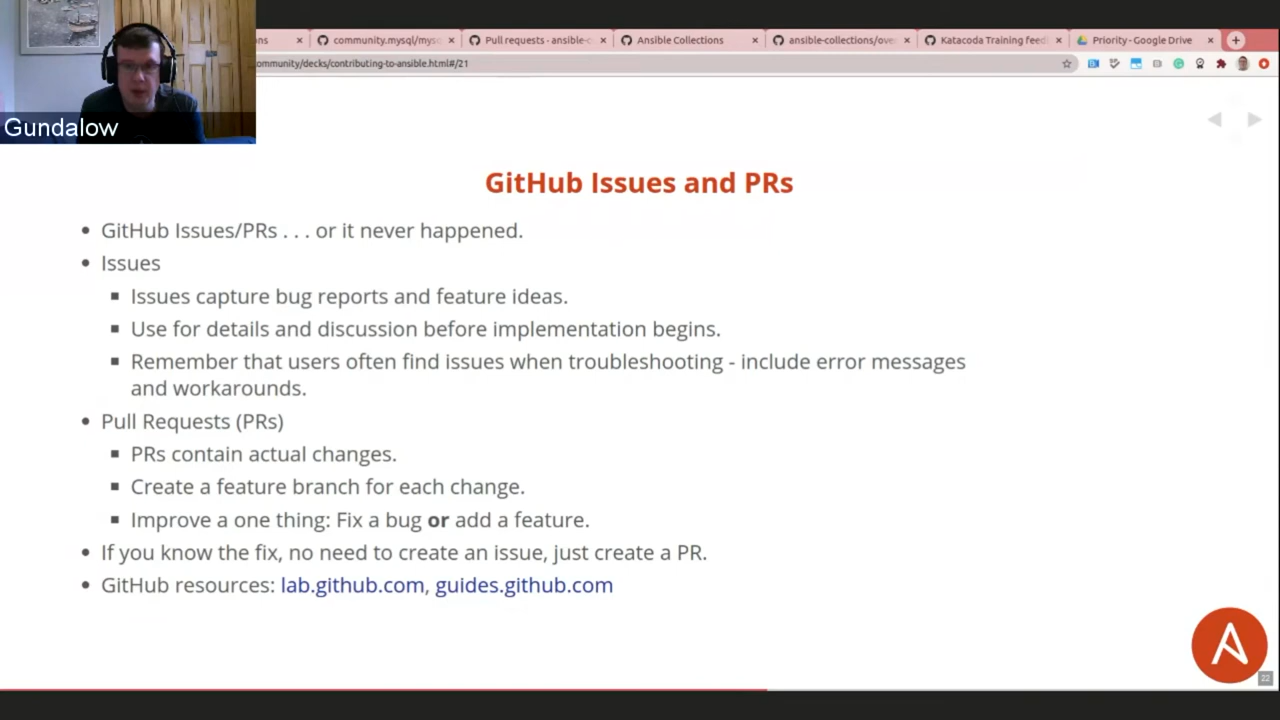 ons
community.mysql/mys
Pull requests · ansible-c
Ansible Collections
ansible-collections/over
Katacoda Training feed
Priority - Google Drive
ommunity/decks/contributing-to-ansible.html#/21
Gundalow
GitHub Issues and PRs
• GitHub Issues/PRs . . . or it never happened.
• Issues
▪ Issues capture bug reports and feature ideas.
▪ Use for details and discussion before implementation begins.
▪ Remember that users often find issues when troubleshooting - include error messages
and workarounds.
• Pull Requests (PRs)
▪ PRs contain actual changes.
▪ Create a feature branch for each change.
▪ Improve a one thing: Fix a bug or add a feature.
• If you know the fix, no need to create an issue, just create a PR.
• GitHub resources: lab.github.com, guides.github.com
22